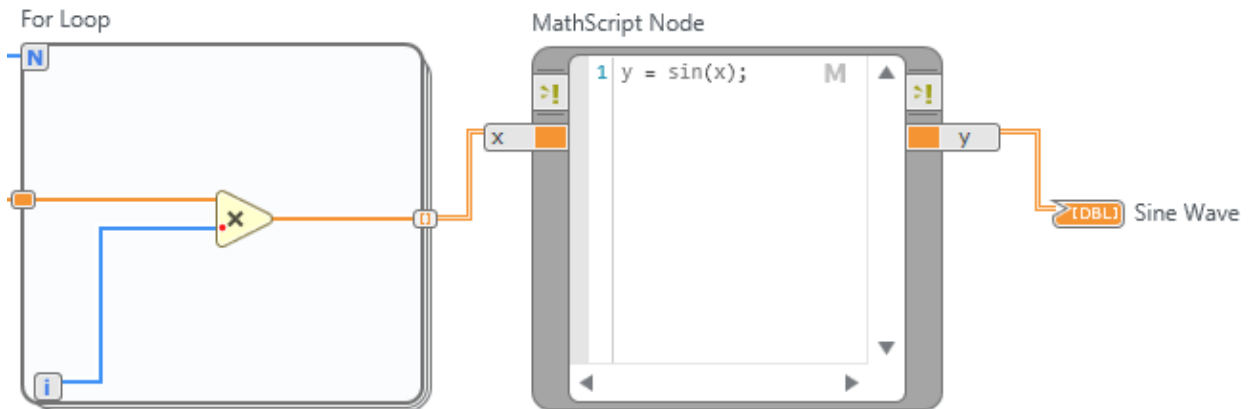 For Loop
N
×
[]
i
MathScript Node
1 y = sin(x);
M
x
y
[DBL]
Sine Wave